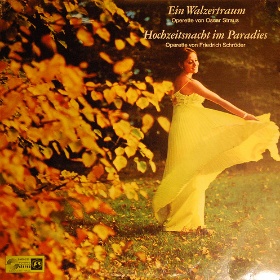 Ein Walzertraum
Operette von Oscar Straus
Hochzeitsnacht im Paradies
Operette von Friedrich Schröder